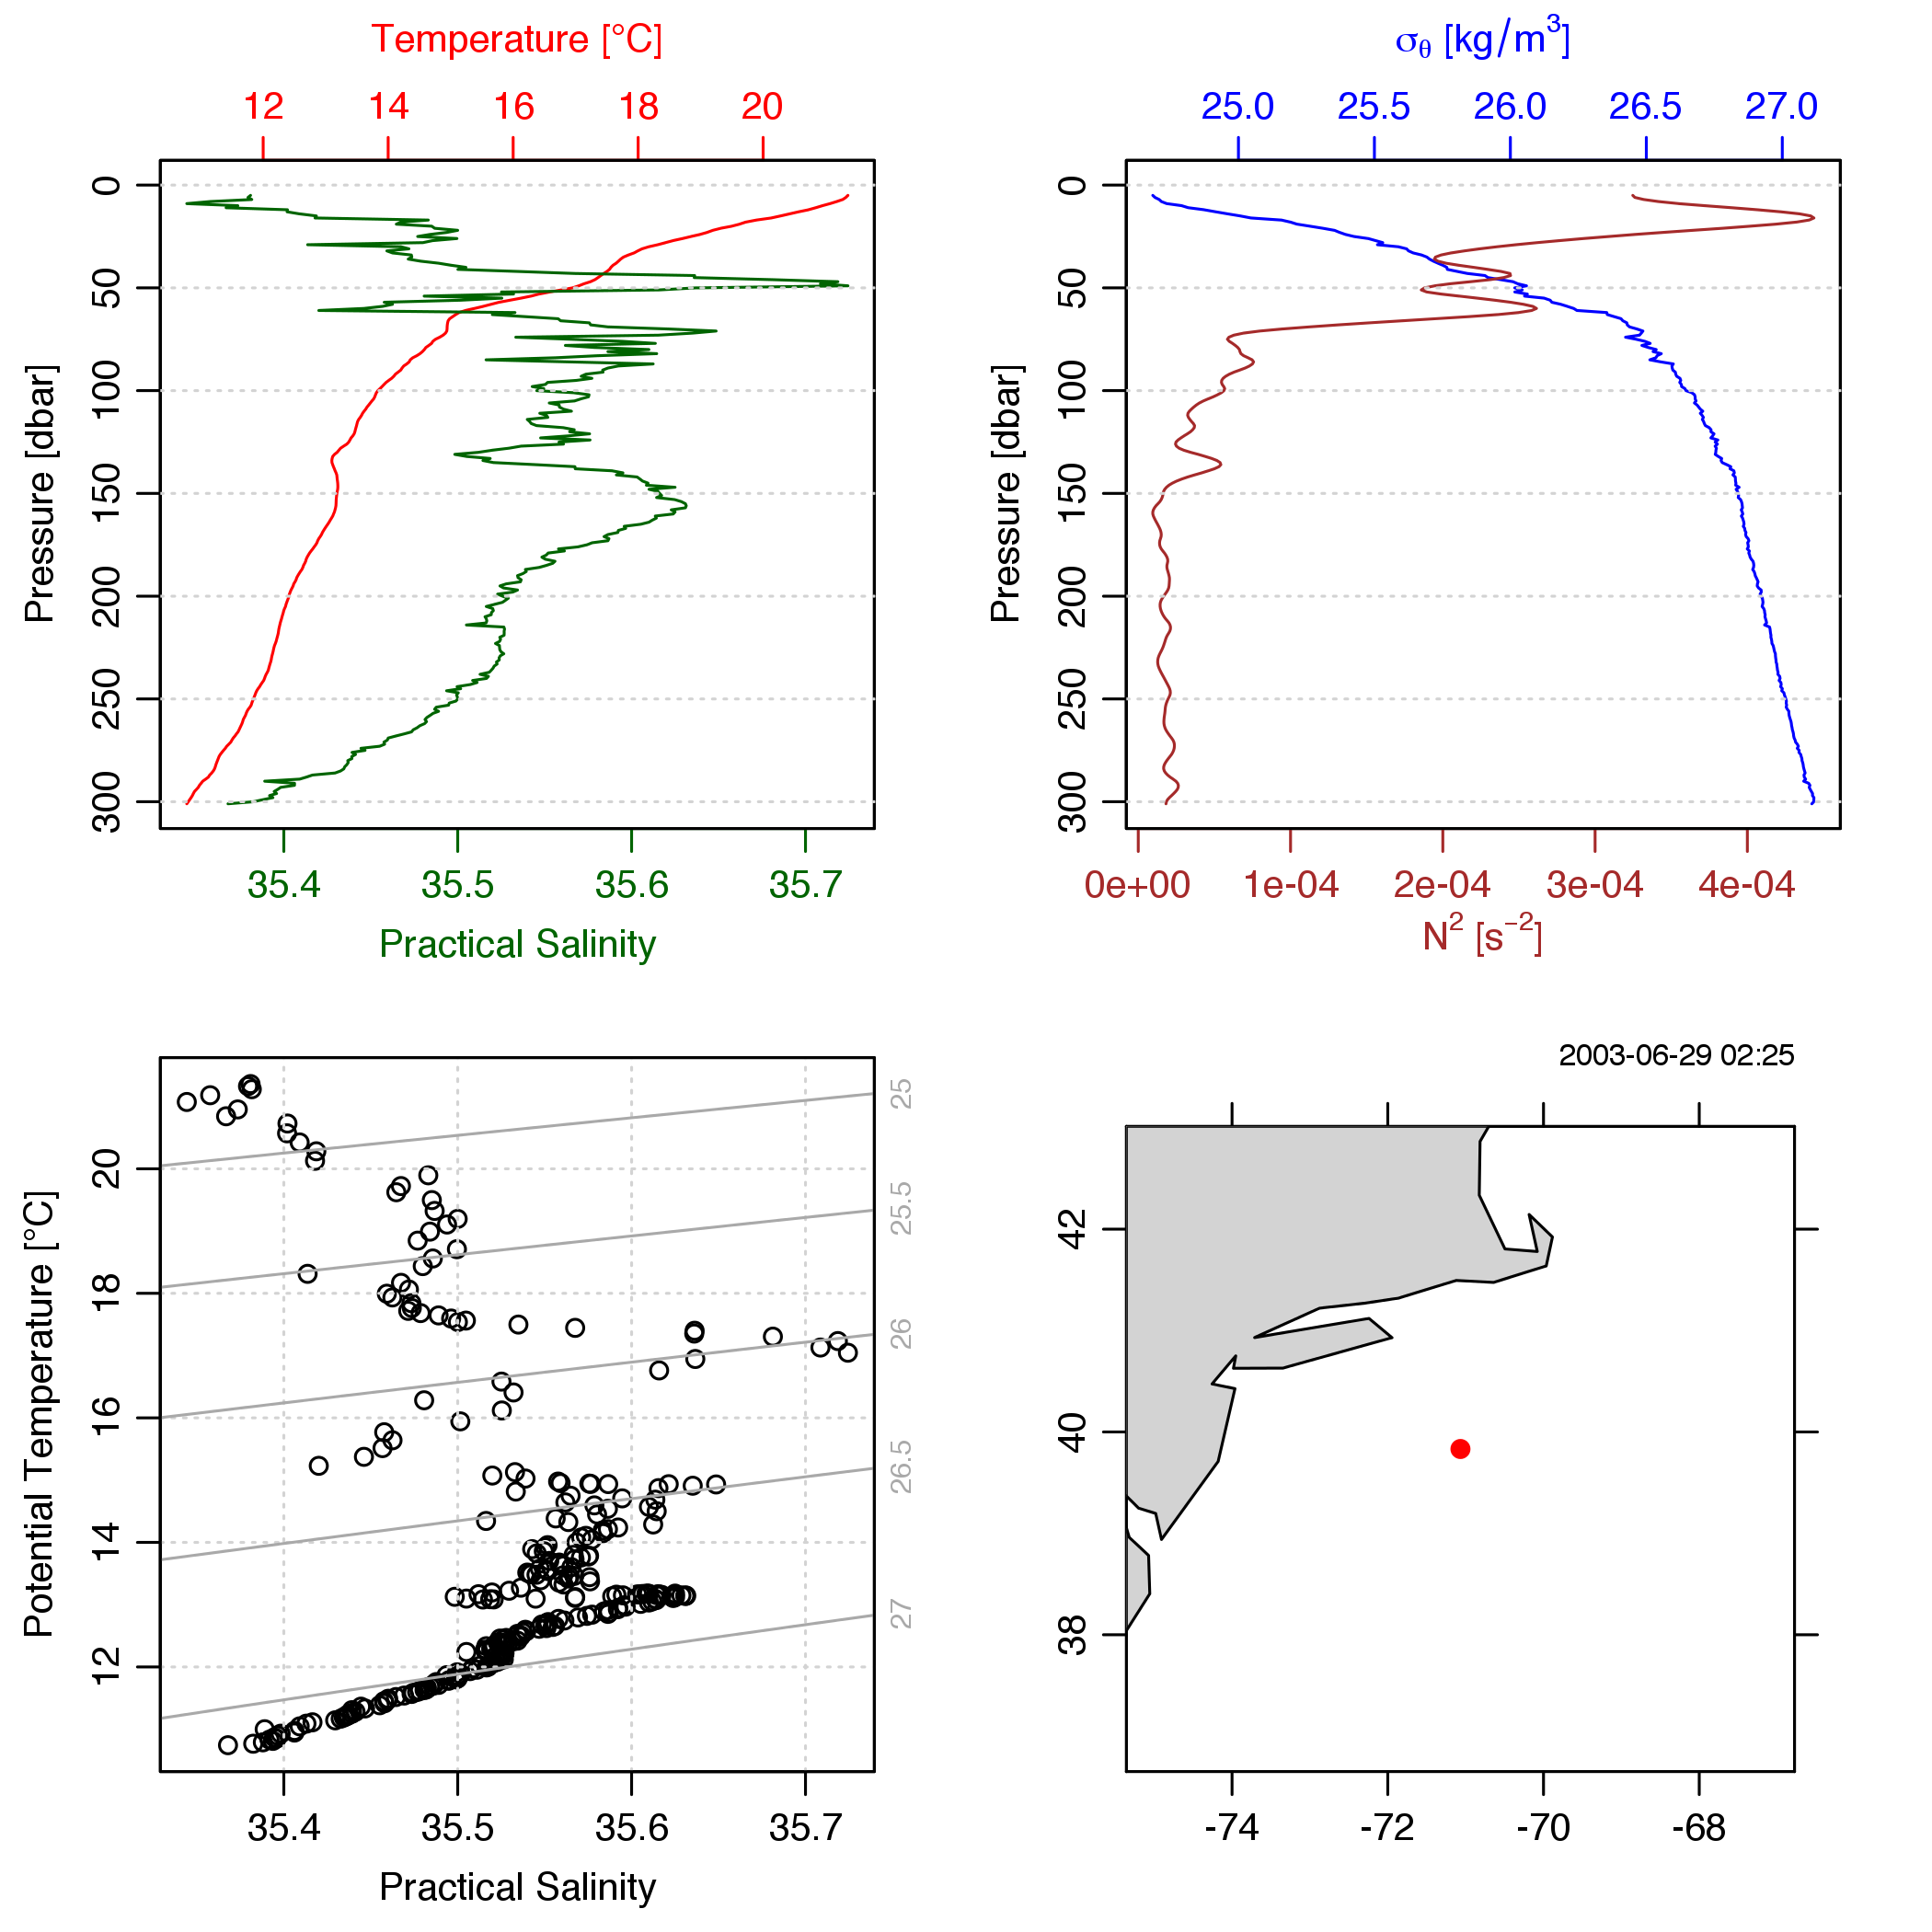 Temperature [°C]
12 14 16 18 20
0
50
100
150
200
250
300
Pressure [dbar]
35.4 35.5 35.6 35.7
Practical Salinity
σθ [kg/m³]
25.0 25.5 26.0 26.5 27.0
0
50
100
150
200
250
300
Pressure [dbar]
0e+00 1e-04 2e-04 3e-04 4e-04
N² [s⁻²]
25
25.5
26
26.5
27
20
18
16
14
12
Potential Temperature [°C]
35.4 35.5 35.6 35.7
Practical Salinity
2003-06-29 02:25
42
40
38
-74 -72 -70 -68